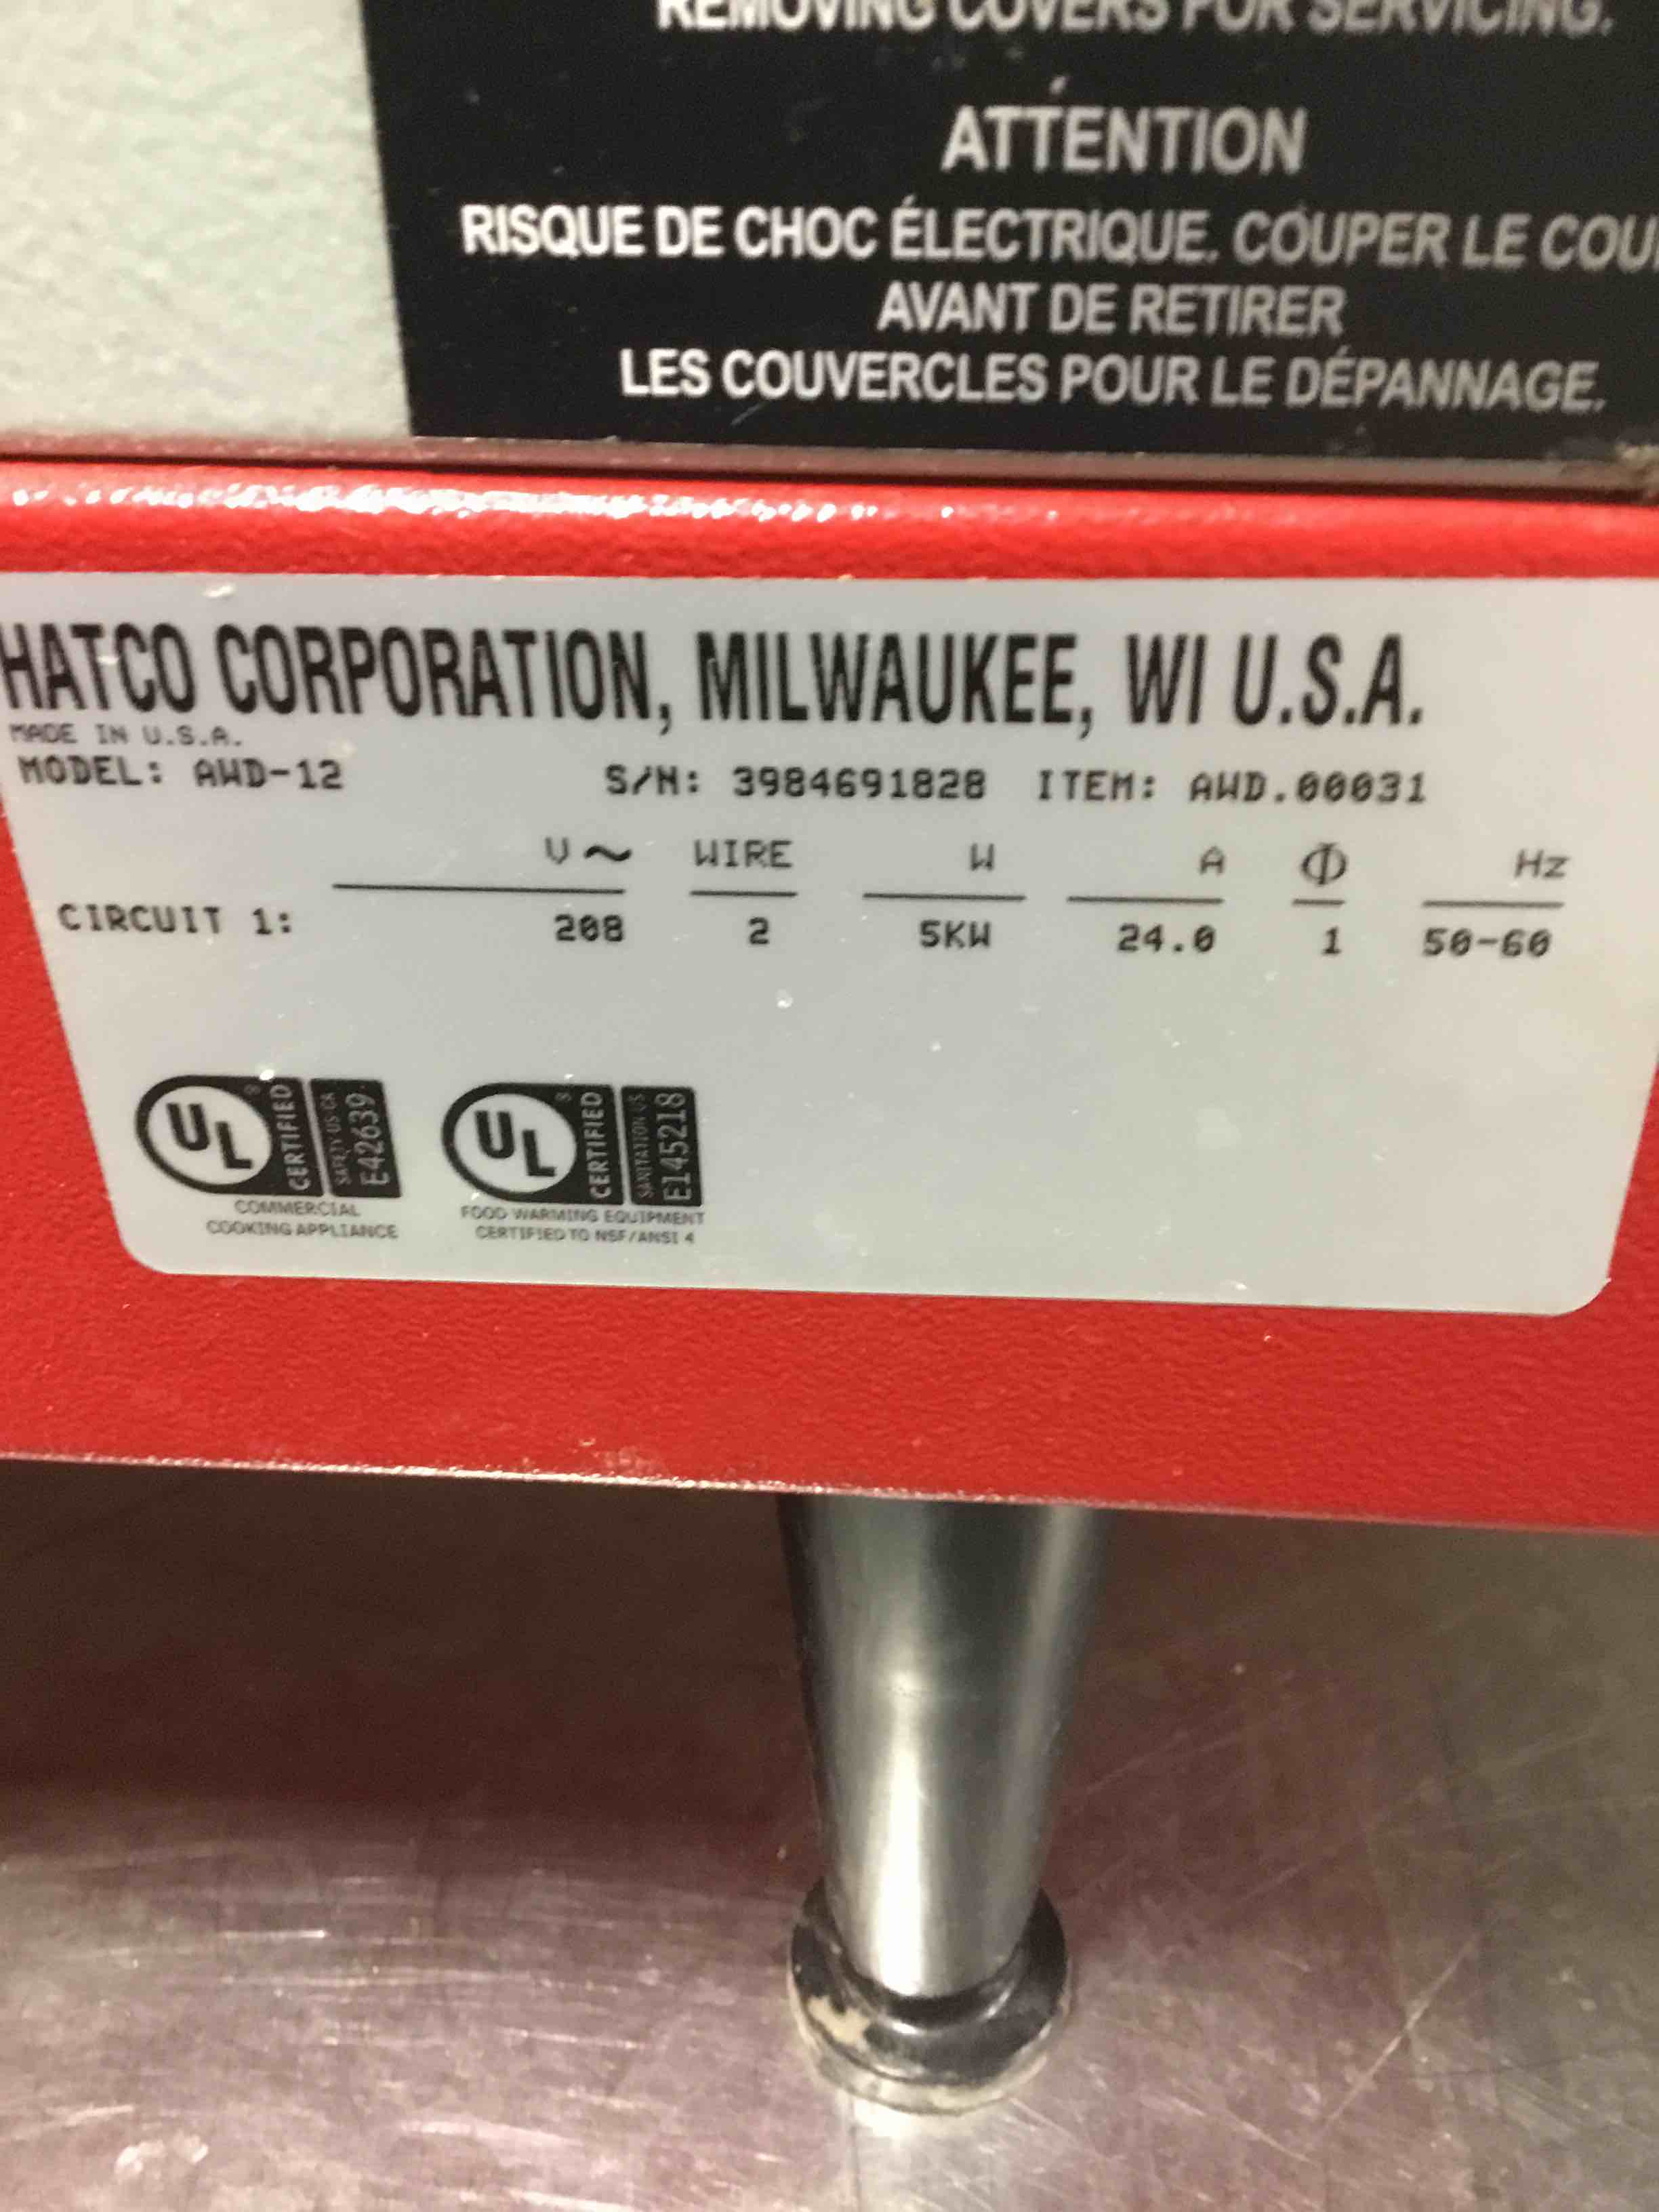 REMOVING COVERS FOR SERVICING.
ATTENTION
RISQUE DE CHOC ÉLECTRIQUE. COUPER LE COU
AVANT DE RETIRER
LES COUVERCLES POUR LE DÉPANNAGE.
HATCO CORPORATION, MILWAUKEE, WI U.S.A.
MADE IN U.S.A.
MODEL: AWD-12 S/N: 3984691828 ITEM: AWD.00031
V~ WIRE W A Φ Hz
CIRCUIT 1: 208 2 5KW 24.0 1 50-60
UL® CERTIFIED SAFETY US-CA E42639
COMMERCIAL
COOKING APPLIANCE
UL® CERTIFIED SANITATION US E145218
FOOD WARMING EQUIPMENT
CERTIFIED TO NSF/ANSI 4